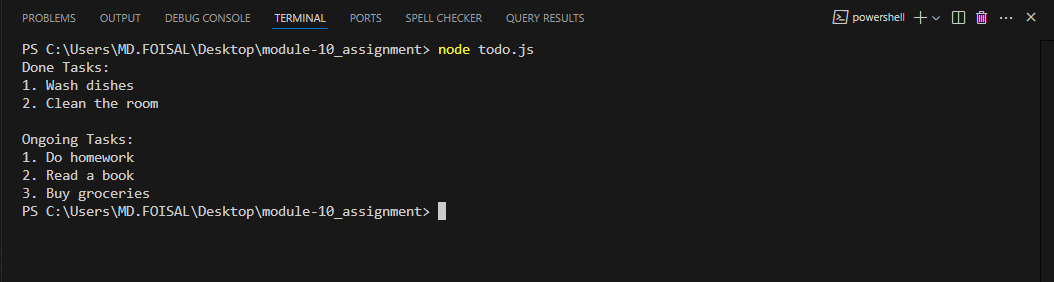 PROBLEMS OUTPUT DEBUG CONSOLE TERMINAL PORTS SPELL CHECKER QUERY RESULTS powershell
PS C:\Users\MD.FOISAL\Desktop\module-10_assignment> node todo.js
Done Tasks:
1. Wash dishes
2. Clean the room
Ongoing Tasks:
1. Do homework
2. Read a book
3. Buy groceries
PS C:\Users\MD.FOISAL\Desktop\module-10_assignment>